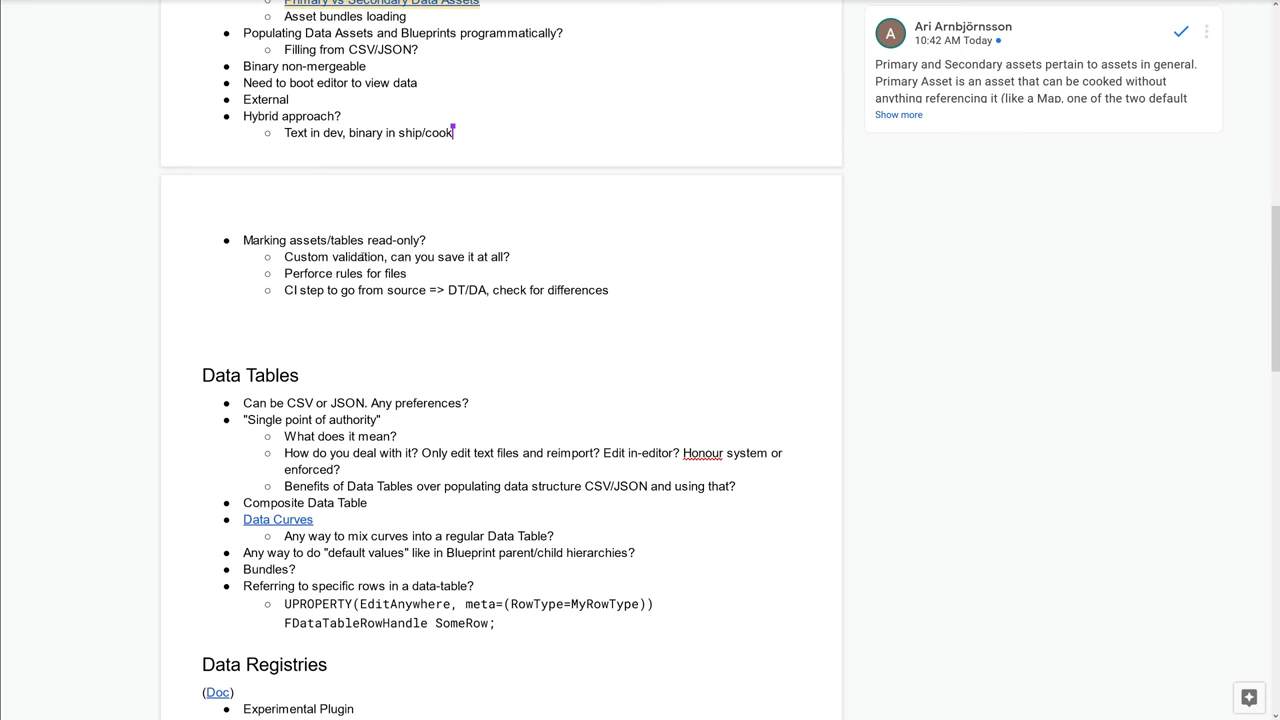 Primary vs Secondary Data Assets
○ Asset bundles loading
● Populating Data Assets and Blueprints programmatically?
○ Filling from CSV/JSON?
● Binary non-mergeable
● Need to boot editor to view data
● External
● Hybrid approach?
○ Text in dev, binary in ship/cook
● Marking assets/tables read-only?
○ Custom validation, can you save it at all?
○ Perforce rules for files
○ CI step to go from source => DT/DA, check for differences
Data Tables
● Can be CSV or JSON. Any preferences?
● "Single point of authority"
○ What does it mean?
○ How do you deal with it? Only edit text files and reimport? Edit in-editor? Honour system or
enforced?
○ Benefits of Data Tables over populating data structure CSV/JSON and using that?
● Composite Data Table
● Data Curves
○ Any way to mix curves into a regular Data Table?
● Any way to do "default values" like in Blueprint parent/child hierarchies?
● Bundles?
● Referring to specific rows in a data-table?
○ UPROPERTY(EditAnywhere, meta=(RowType=MyRowType))
FDataTableRowHandle SomeRow;
Data Registries
(Doc)
● Experimental Plugin
A
Ari Arnbjörnsson
10:42 AM Today
Primary and Secondary assets pertain to assets in general.
Primary Asset is an asset that can be cooked without
anything referencing it (like a Map, one of the two default
Show more